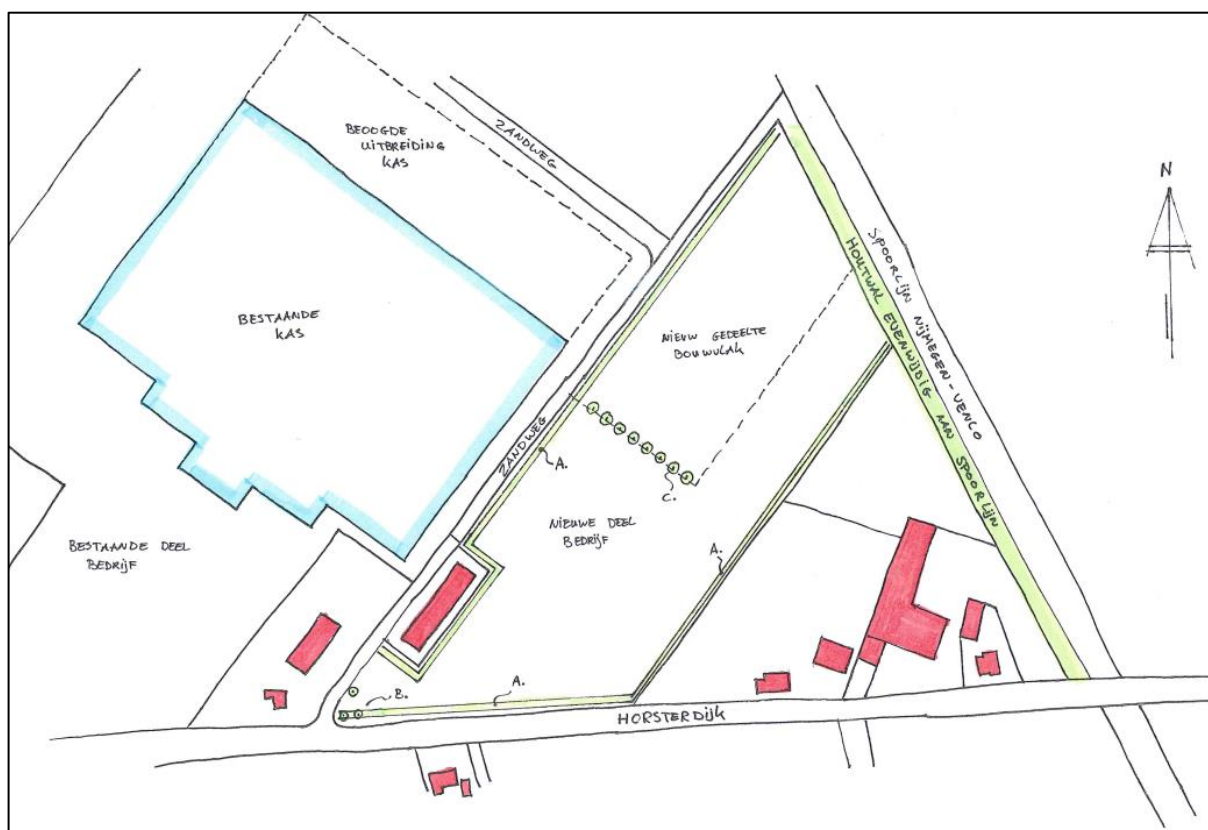 ZANDWEG
BEOGDE
UITBREIDING
KAS
N
SPOORLIJN NIJMEGEN - VENLO
HOUTWAL EVENWIJDIG AAN SPOORLIJN
BESTAANDE
KAS
NIEUW GEDEELTE
BOUWVLAK
ZANDWEG
A.
C.
NIEUWE DEEL
BEDRIJF
BESTAANDE DEEL
BEDRIJF
A.
B.
A.
HORSTERDIJK